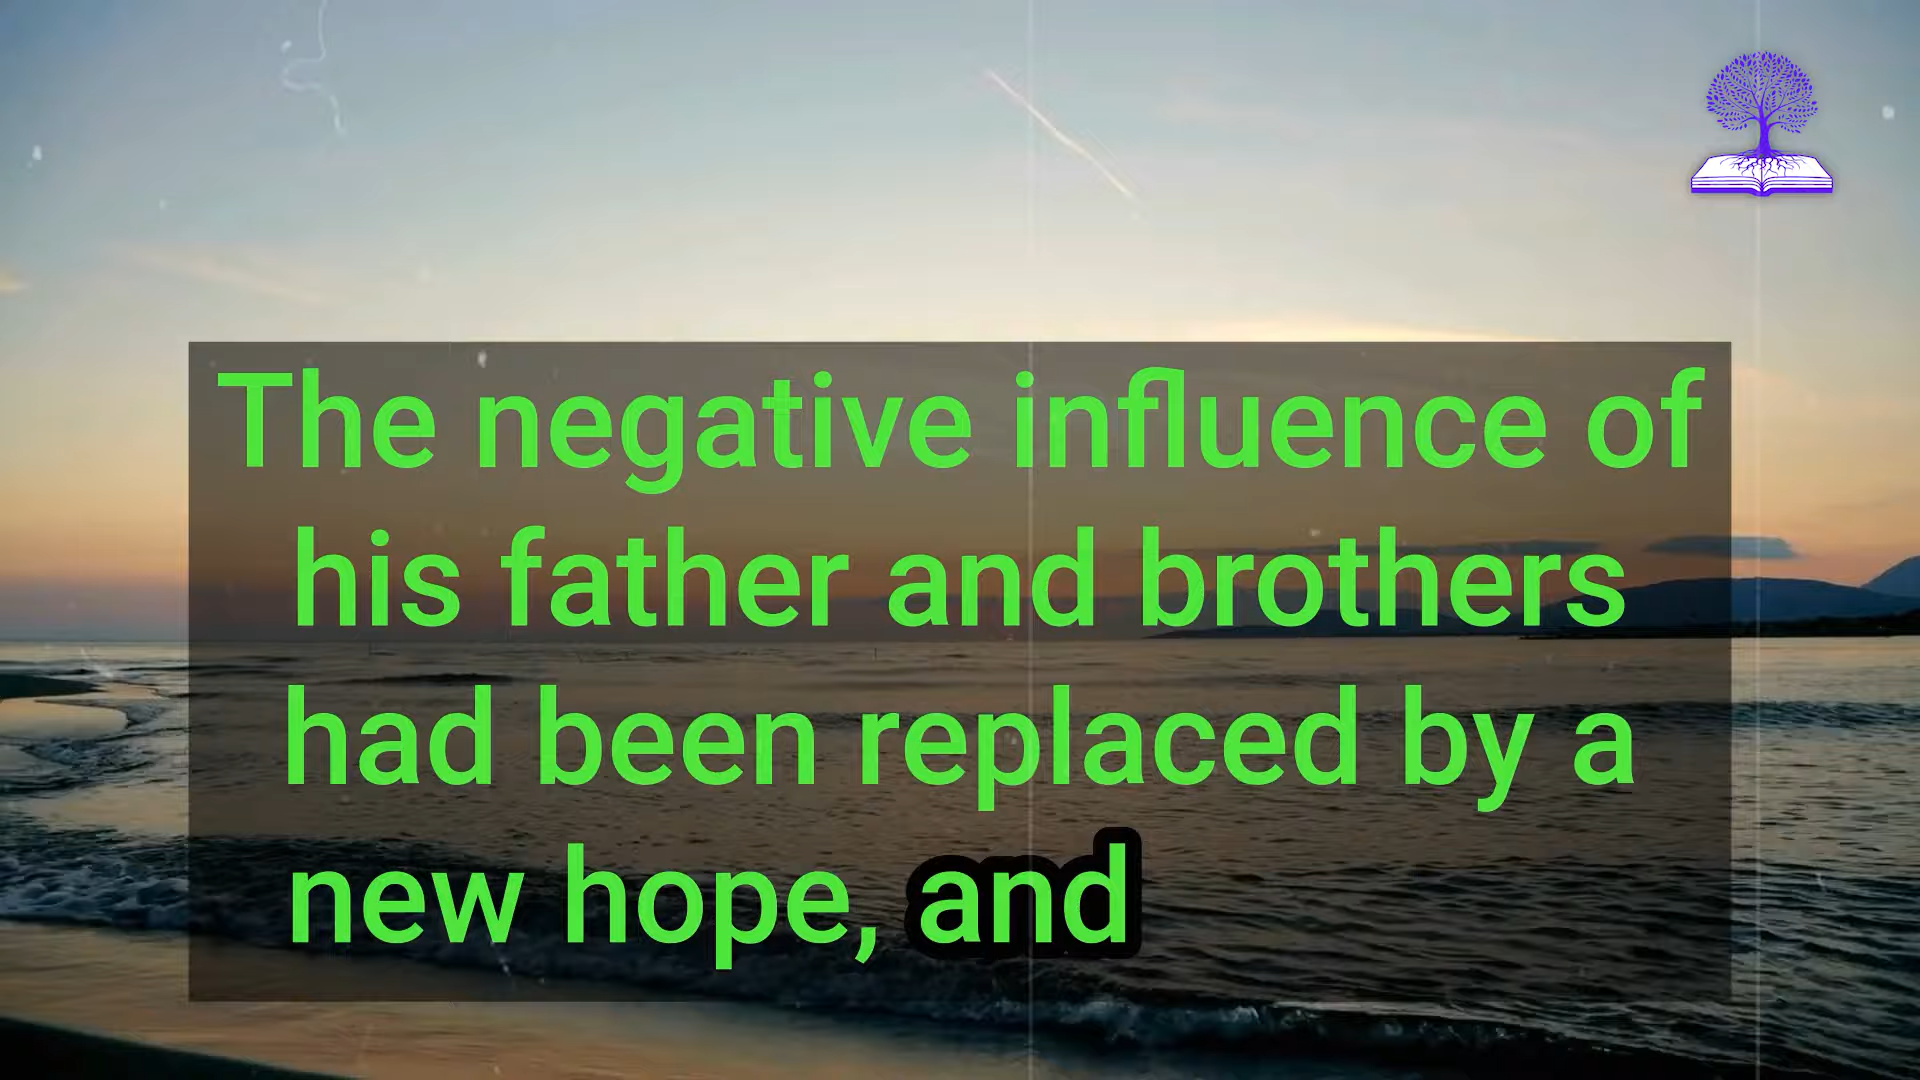 The negative influence of
his father and brothers
had been replaced by a
new hope, and